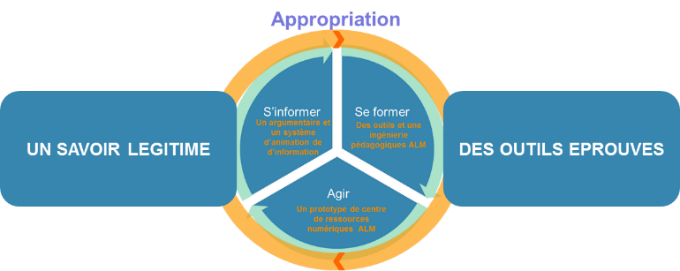 Appropriation
S'informer
Un argumentaire et
un système
d'animation de
d'information
Se former
Des outils et une
ingénierie
pédagogiques ALM
UN SAVOIR LEGITIME
DES OUTILS EPROUVES
Agir
Un prototype de centre
de ressources
numériques ALM